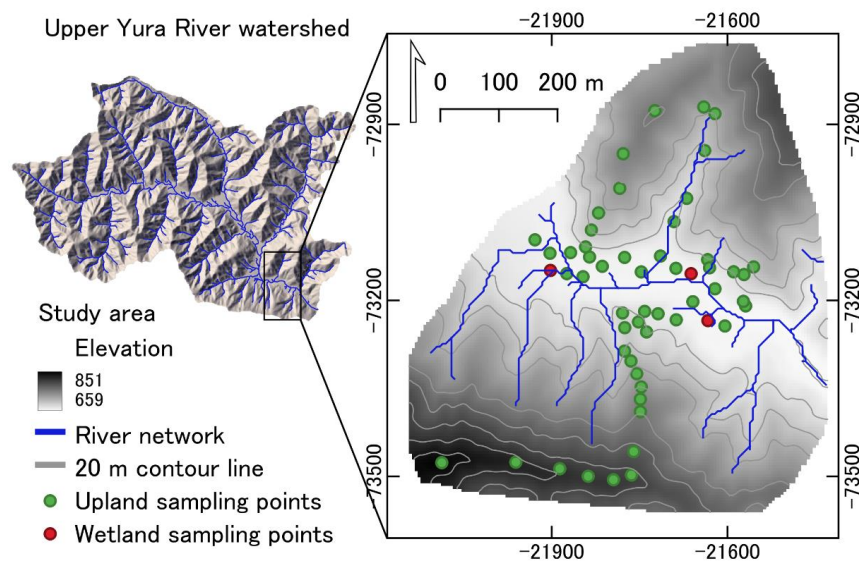 Upper Yura River watershed
Study area
Elevation
851
659
River network
20 m contour line
Upland sampling points
Wetland sampling points
0 100 200 m
-21900 -21600
-72900
-73200
-73500
-72900
-73200
-73500
-21900 -21600